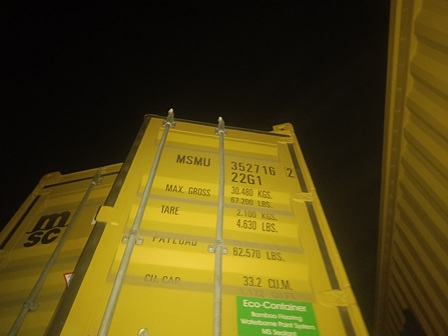 MSMU 352716 2
22G1
MAX. GROSS 30.480 KGS.
67.200 LBS.
TARE 2.100 KGS.
4.630 LBS.
PAYLOAD
62.570 LBS.
CU. CAP. 33.2 CU.M.
Eco-Container
Bamboo Flooring
Waterborne Paint System
MS Sealant
msc